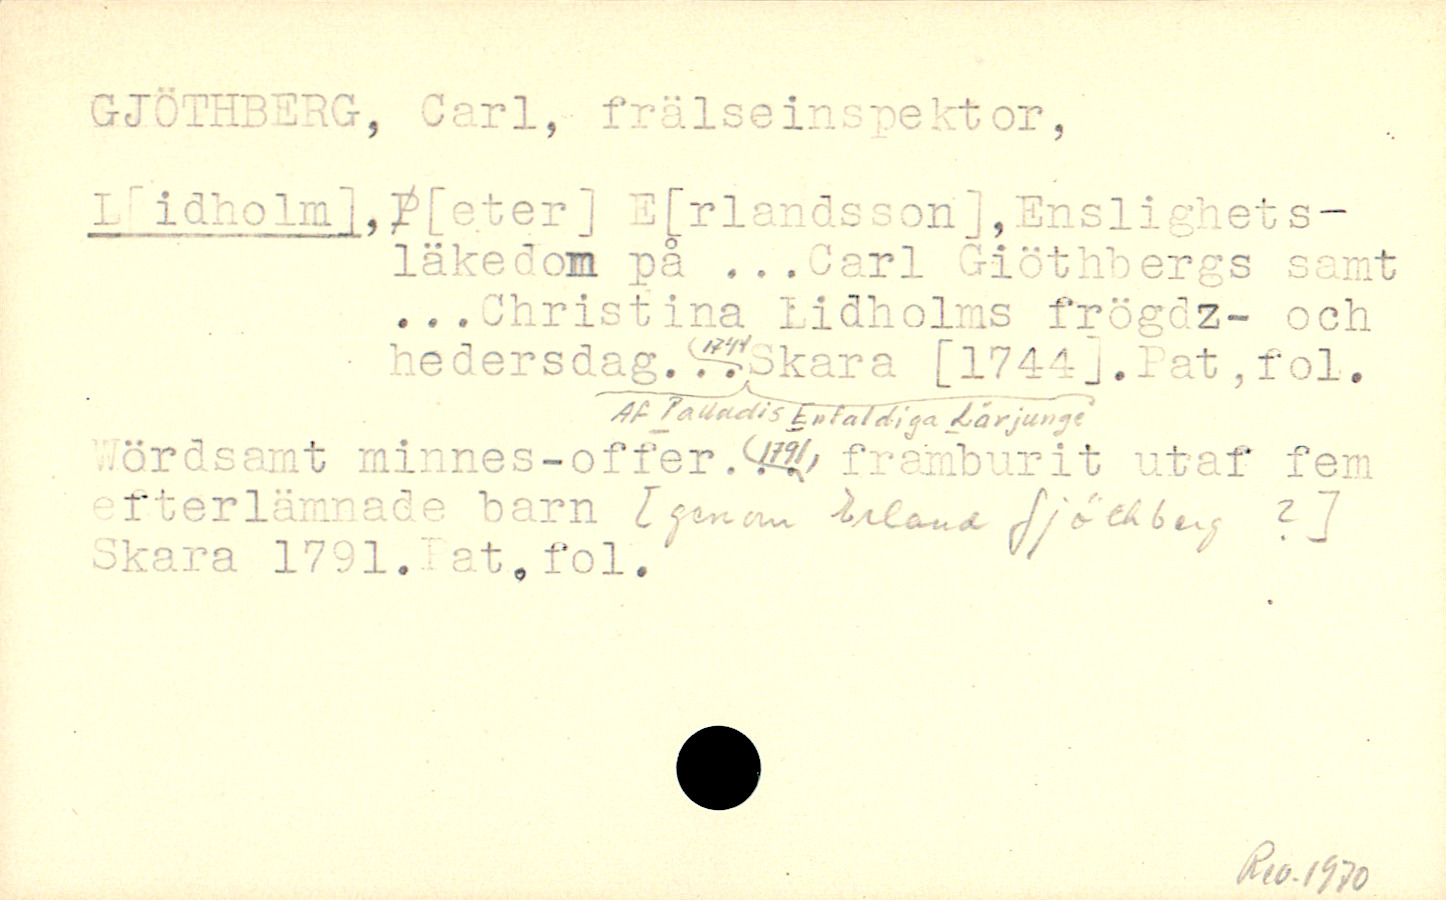 GJÖTHBERG, Carl, frälseinspektor,
L[idholm], P[eter] E[rlandsson], Enslighets-
läkedom på ...Carl Giöthbergs samt
...Christina Lidholms frögdz- och
hedersdag... (1744) Skara [1744]. Pat, fol.
Af Palladis Enfaldiga Lärjunge
Wördsamt minnes-offer... (1791), framburit utaf fem
efterlämnade barn [genom Erland Gjöthberg ?]
Skara 1791. Pat, fol.
Rev. 1970